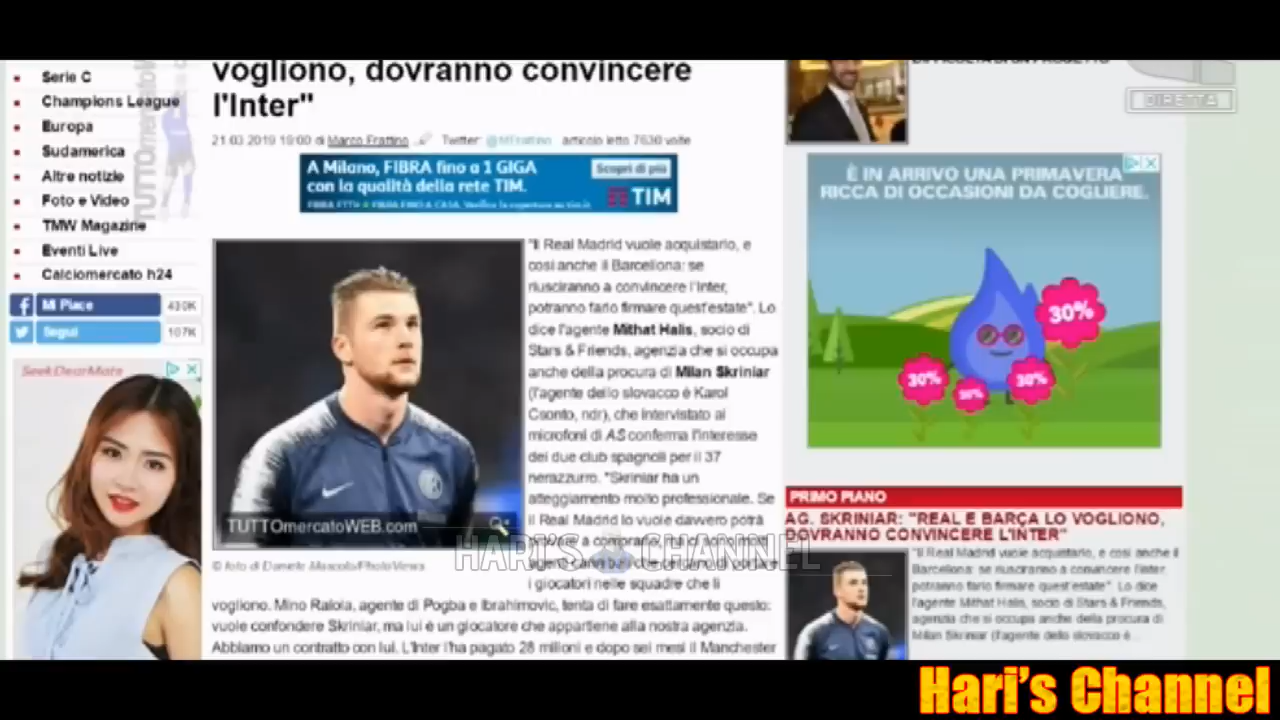 vogliono, dovranno convincere
l'Inter"
21 03 2019 19:00 di Marco Frattino Twitter: @MFrattino articolo letto 7630 volte
Serie C
Champions League
Europa
Sudamerica
Altre notizie
Foto e Video
TMW Magazine
Eventi Live
Calciomercato h24
Mi Piace 430K
Segui 107K
SeekDearMate
A Milano, FIBRA fino a 1 GIGA
con la qualità della rete TIM.
Scopri di più
TIM
TUTTOmercatoWEB.com
"Il Real Madrid vuole acquistarlo, e
così anche il Barcellona: se
riusciranno a convincere l'Inter,
potranno farlo firmare quest'estate". Lo
dice l'agente Mithat Halis, socio di
Stars & Friends, agenzia che si occupa
anche della procura di Milan Skriniar
(l'agente dello slovacco è Karol
Csonto, ndr), che intervistato ai
microfoni di AS conferma l'interesse
dei due club spagnoli per il 37
nerazzurro. "Skriniar ha un
atteggiamento molto professionale. Se
il Real Madrid lo vuole davvero potrà
i giocatori nelle squadre che li
vogliono. Mino Raiola, agente di Pogba e Ibrahimovic, tenta di fare esattamente questo:
vuole confondere Skriniar, ma lui è un giocatore che appartiene alla nostra agenzia.
Abbiamo un contratto con lui. L'Inter l'ha pagato 28 milioni e dopo sei mesi il Manchester
© foto di Daniele Mascolo/PhotoViews
HARI'S CHANNEL
DIRETTA
È IN ARRIVO UNA PRIMAVERA
RICCA DI OCCASIONI DA COGLIERE.
30%
30%
30%
30%
PRIMO PIANO
AG. SKRINIAR: "REAL E BARÇA LO VOGLIONO,
DOVRANNO CONVINCERE L'INTER"
"Il Real Madrid vuole acquistarlo, e così anche il
Barcellona: se riusciranno a convincere l'Inter,
potranno farlo firmare quest'estate". Lo dice
l'agente Mithat Halis, socio di Stars & Friends,
agenzia che si occupa anche della procura di
Milan Skriniar (l'agente dello slovacco è...
Hari's Channel